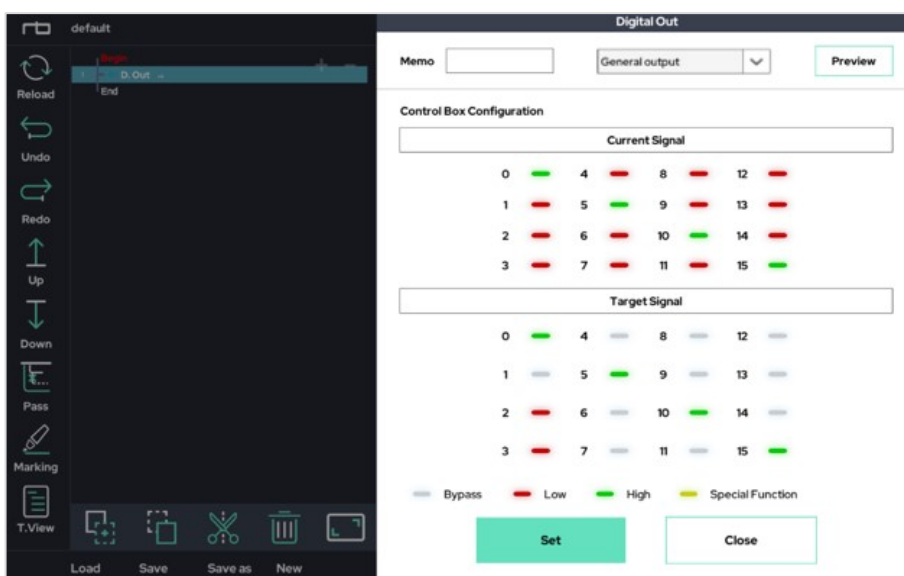 default
Digital Out
Begin
1 D. Out
End
Reload
Undo
Redo
Up
Down
Pass
Marking
T.View
Load Save Save as New
Memo General output Preview
Control Box Configuration
Current Signal
0 4 8 12
1 5 9 13
2 6 10 14
3 7 11 15
Target Signal
0 4 8 12
1 5 9 13
2 6 10 14
3 7 11 15
Bypass Low High Special Function
Set Close